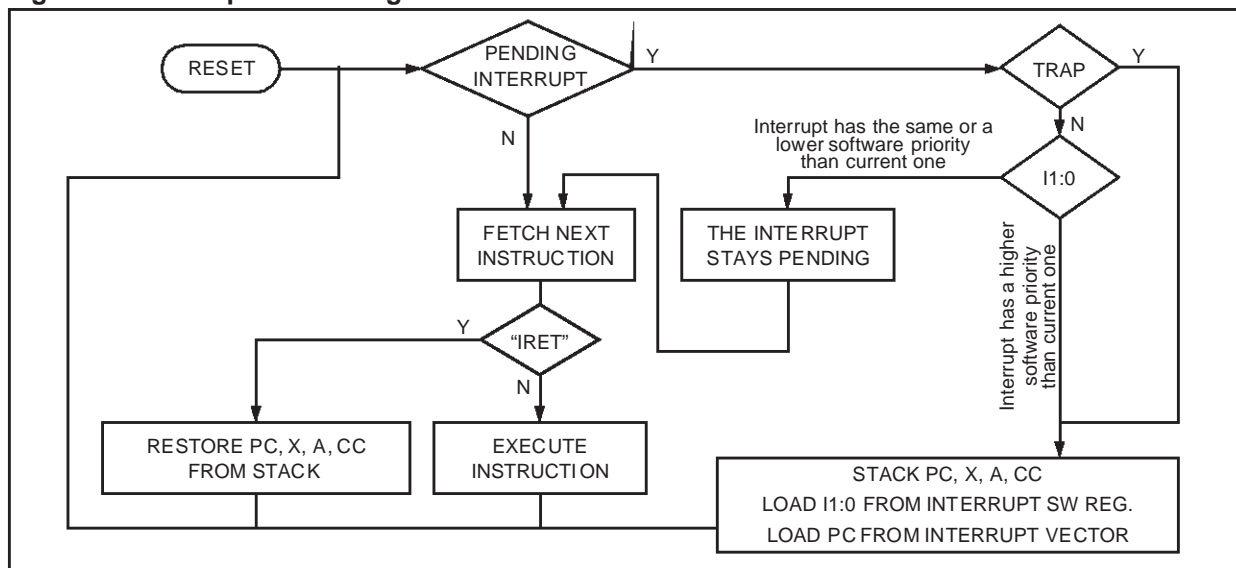 RESET
PENDING
INTERRUPT
Y
TRAP
Y
N
N
Interrupt has the same or a
lower software priority
than current one
I1:0
FETCH NEXT
INSTRUCTION
THE INTERRUPT
STAYS PENDING
Interrupt has a higher
software priority
than current one
Y
“IRET”
N
RESTORE PC, X, A, CC
FROM STACK
EXECUTE
INSTRUCTION
STACK PC, X, A, CC
LOAD I1:0 FROM INTERRUPT SW REG.
LOAD PC FROM INTERRUPT VECTOR